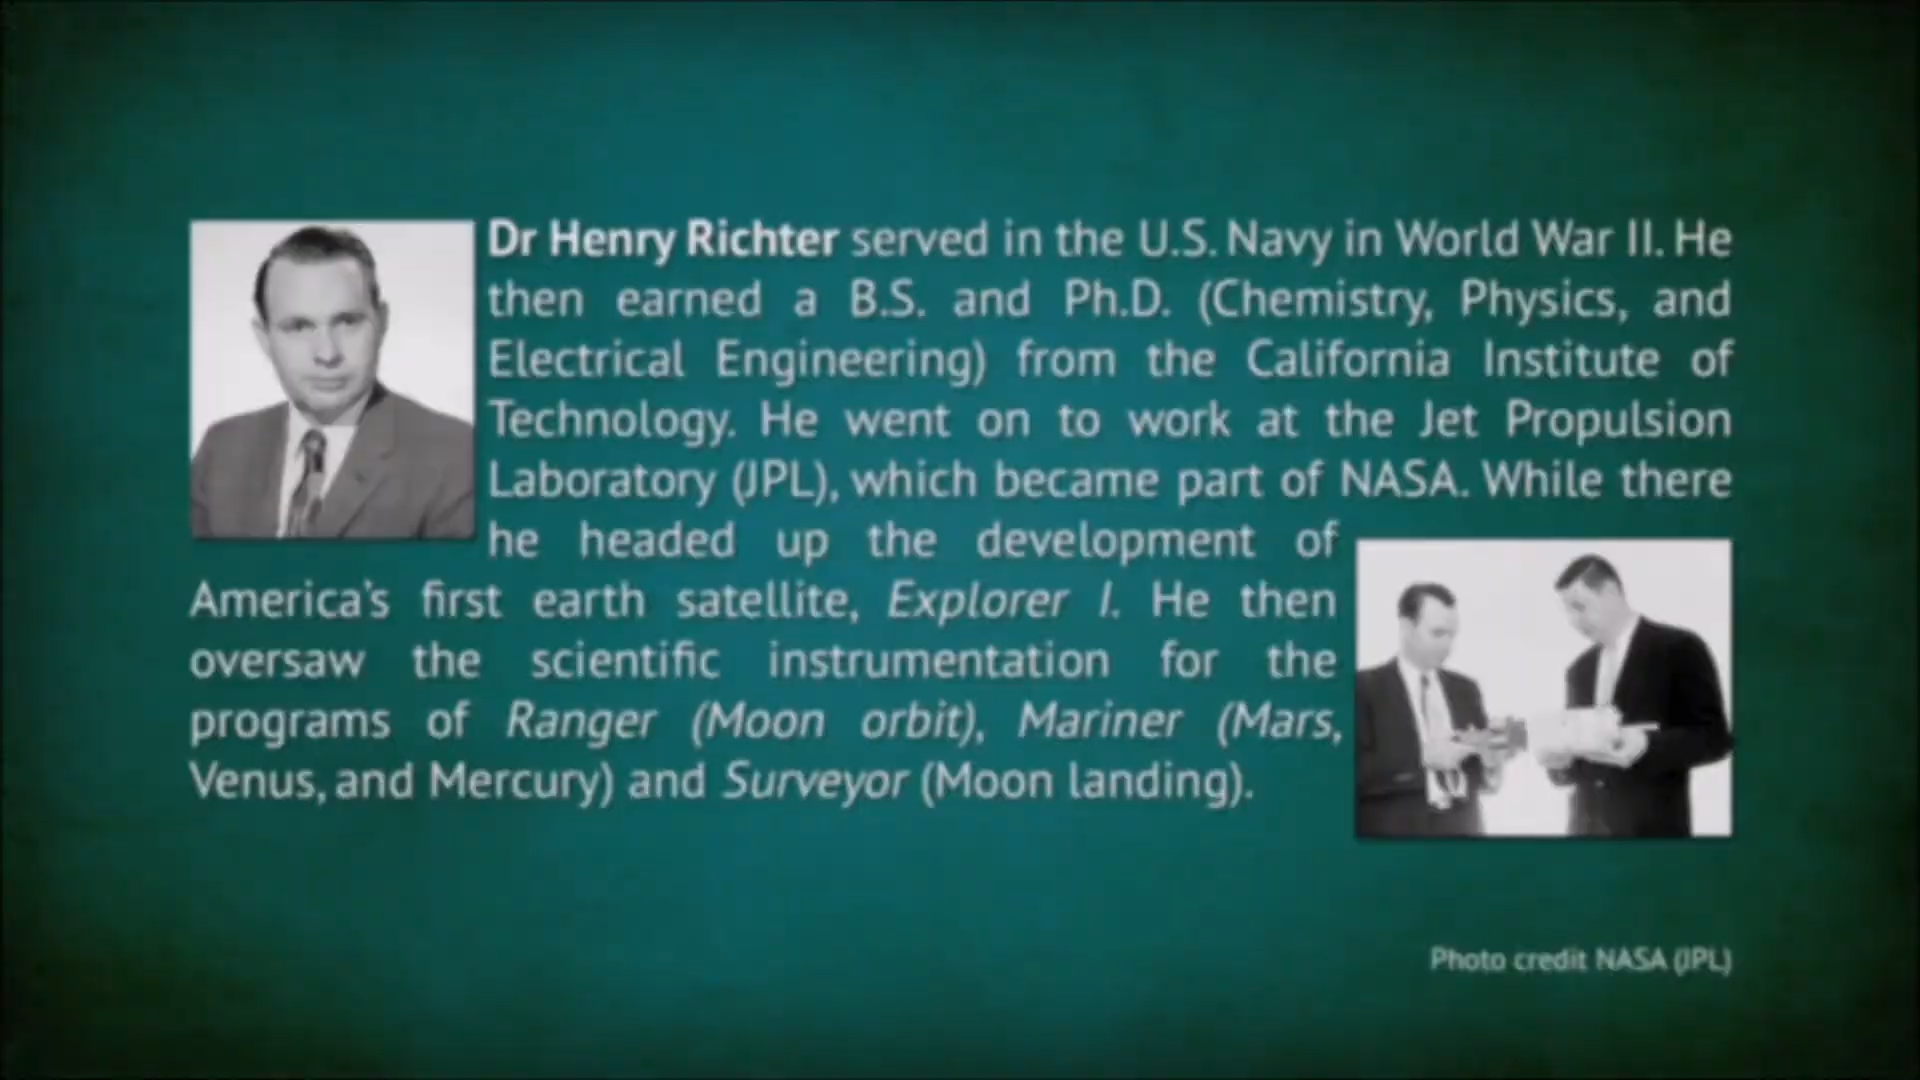 Dr Henry Richter served in the U.S. Navy in World War II. He
then earned a B.S. and Ph.D. (Chemistry, Physics, and
Electrical Engineering) from the California Institute of
Technology. He went on to work at the Jet Propulsion
Laboratory (JPL), which became part of NASA. While there
he headed up the development of
America’s first earth satellite, Explorer I. He then
oversaw the scientific instrumentation for the
programs of Ranger (Moon orbit), Mariner (Mars,
Venus, and Mercury) and Surveyor (Moon landing).
Photo credit NASA (JPL)